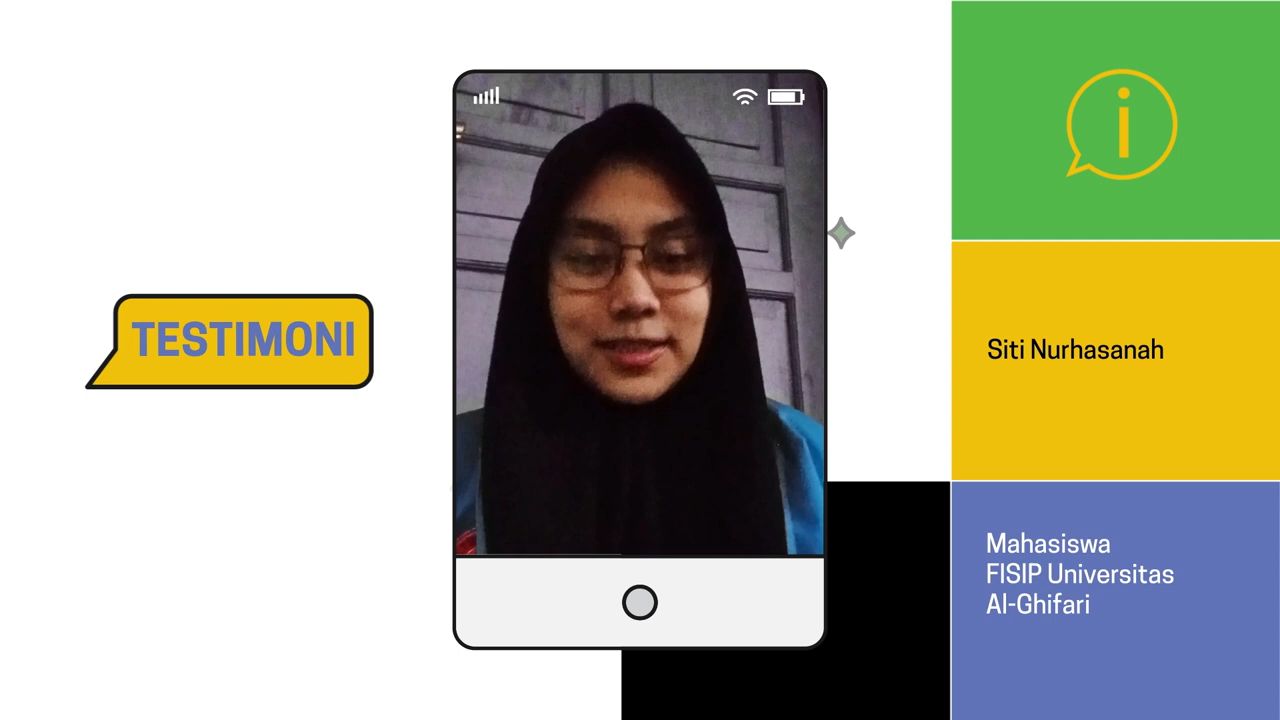 TESTIMONI
i
Siti Nurhasanah
Mahasiswa
FISIP Universitas
Al-Ghifari